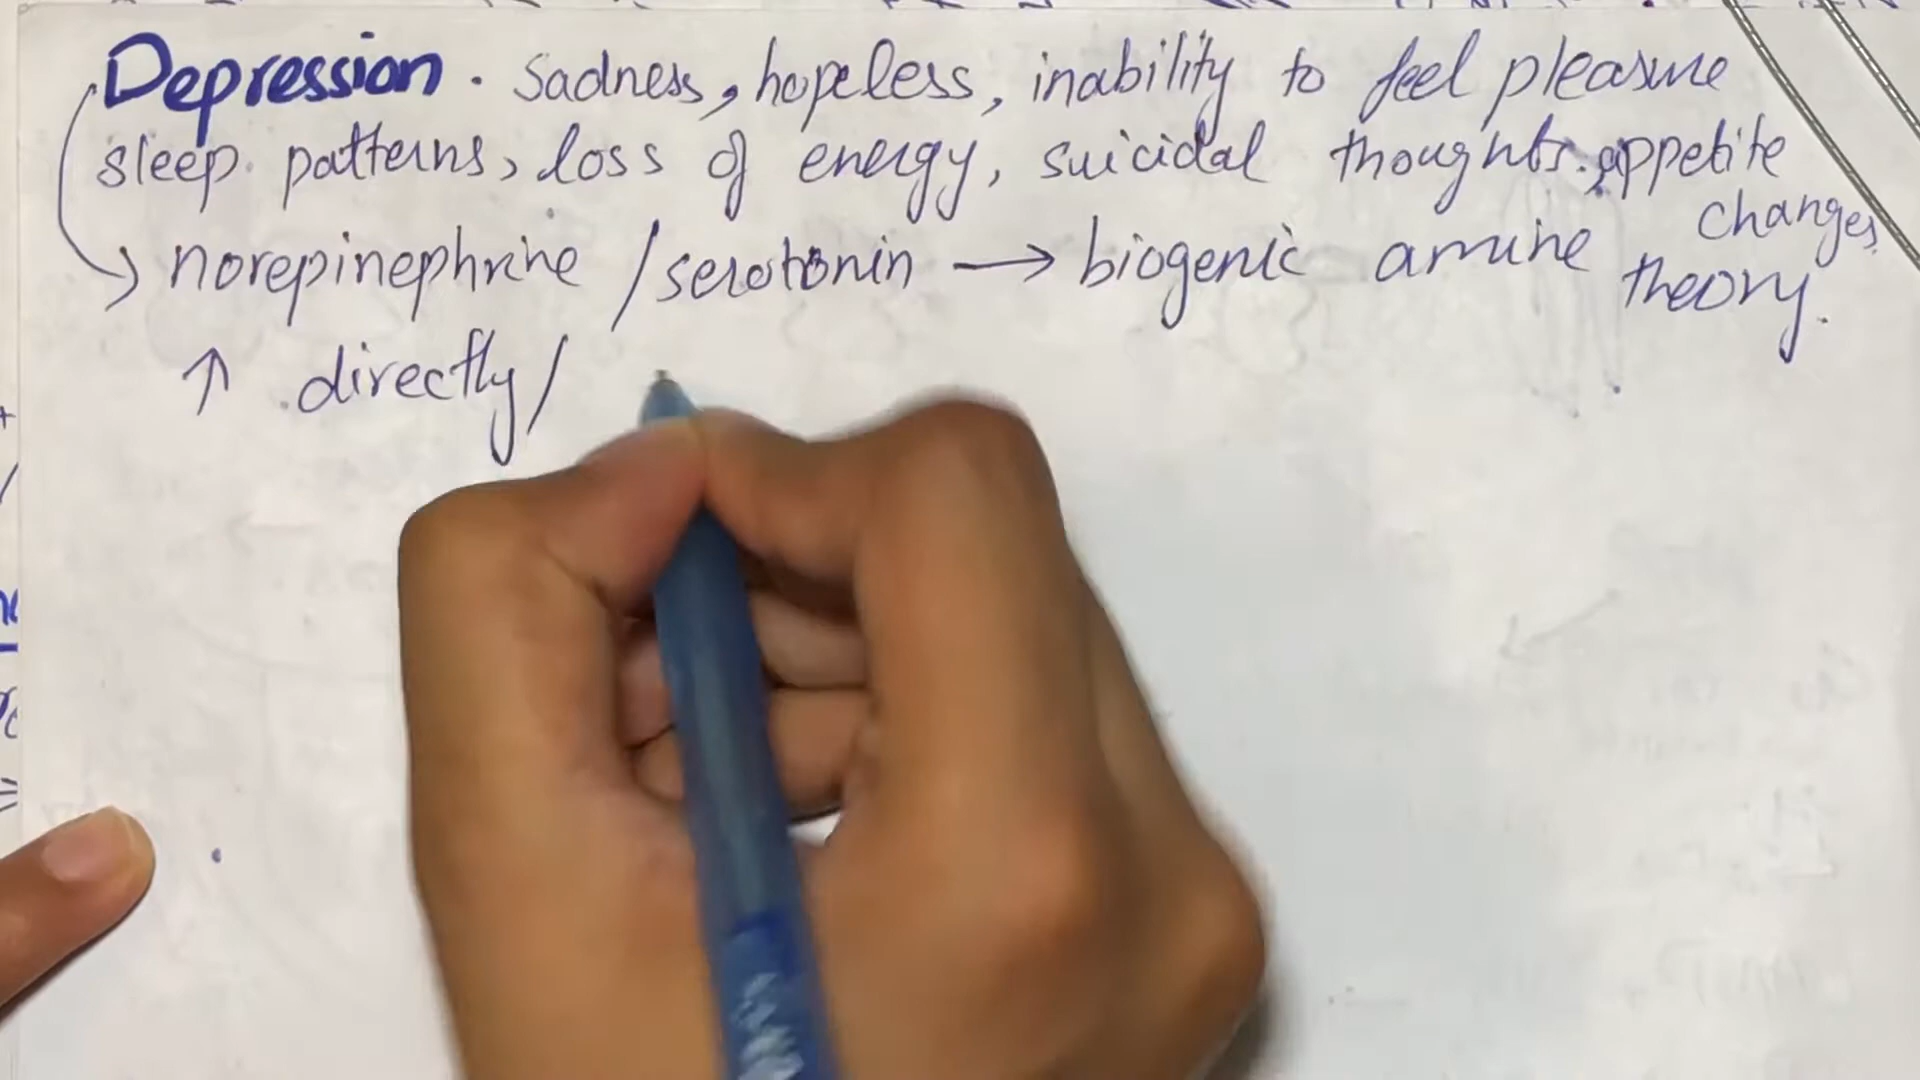 Depression. Sadness, hopeless, inability to feel pleasure
sleep patterns, loss of energy, suicidal thoughts, appetite
changes
norepinephrine / serotonin → biogenic amine theory.
↑ directly /